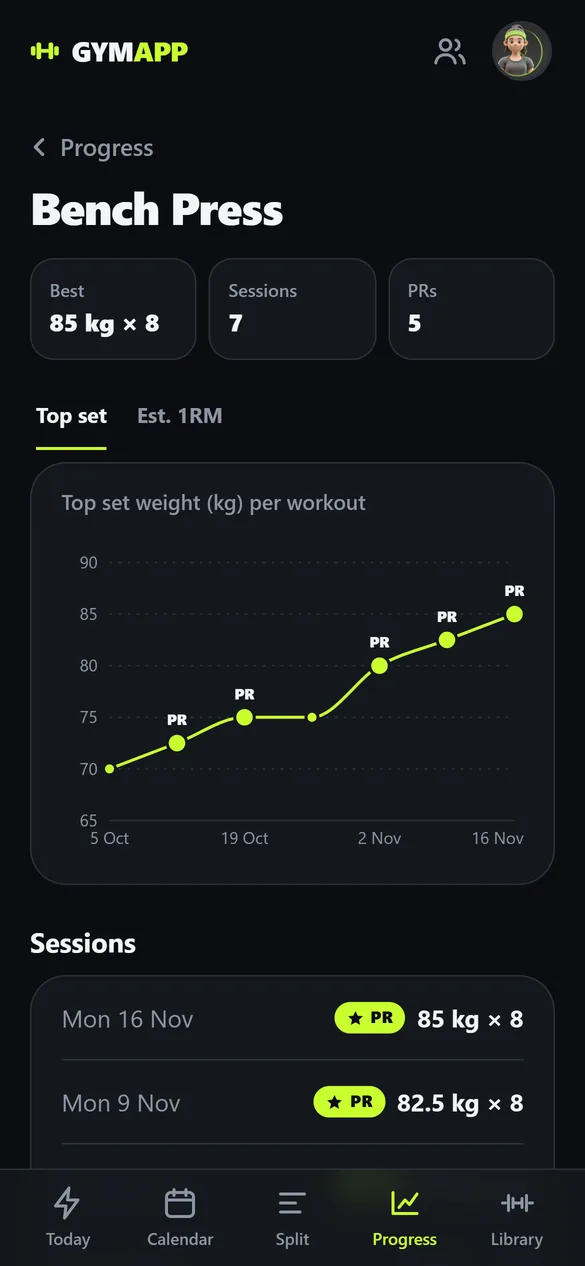 GYMAPP
Progress
Bench Press
Best
85 kg × 8
Sessions
7
PRs
5
Top set
Est. 1RM
Top set weight (kg) per workout
90
85
80
75
70
65
PR
PR
PR
PR
PR
5 Oct
19 Oct
2 Nov
16 Nov
Sessions
Mon 16 Nov
PR
85 kg × 8
Mon 9 Nov
PR
82.5 kg × 8
Today
Calendar
Split
Progress
Library